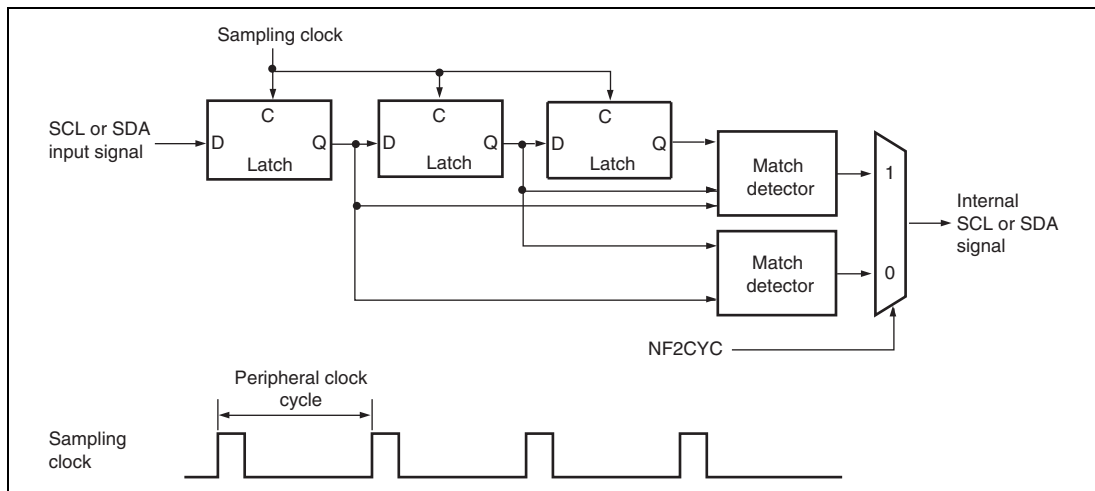 Sampling clock
SCL or SDA
input signal
D
C
Q
Latch
D
C
Q
Latch
D
C
Q
Latch
Match
detector
1
Match
detector
0
Internal
SCL or SDA
signal
NF2CYC
Peripheral clock
cycle
Sampling
clock